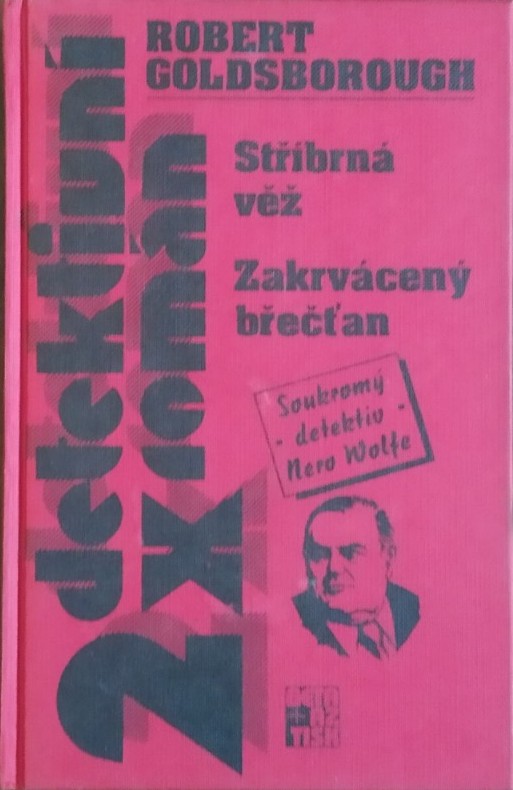 ROBERT
GOLDSBOROUGH
Stříbrná
věž
Zakrvácený
břečťan
Soukromý
- detektiv -
Nero Wolfe
2x detektivní
román